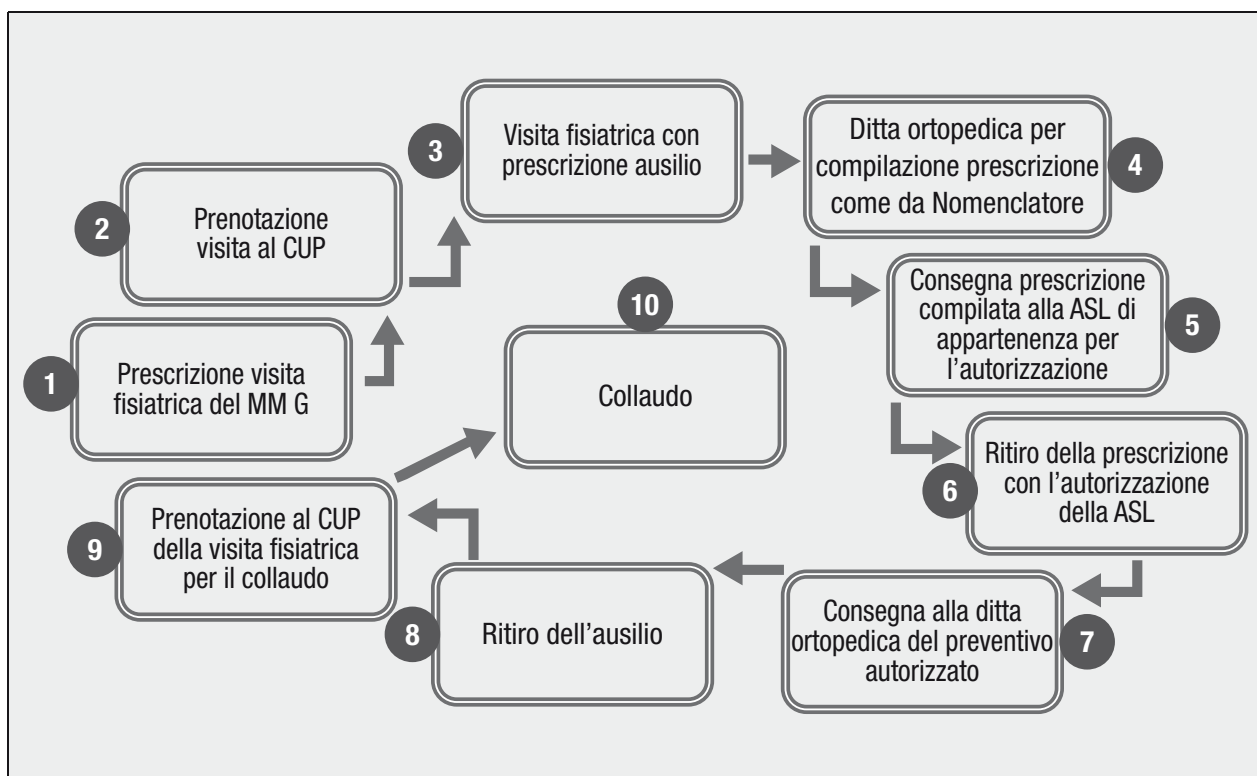 1
Prescrizione visita
fisiatrica del MM G
2
Prenotazione
visita al CUP
3
Visita fisiatrica con
prescrizione ausilio
4
Ditta ortopedica per
compilazione prescrizione
come da Nomenclatore
5
Consegna prescrizione
compilata alla ASL di
appartenenza per
l'autorizzazione
6
Ritiro della prescrizione
con l'autorizzazione
della ASL
7
Consegna alla ditta
ortopedica del preventivo
autorizzato
8
Ritiro dell'ausilio
9
Prenotazione al CUP
della visita fisiatrica
per il collaudo
10
Collaudo